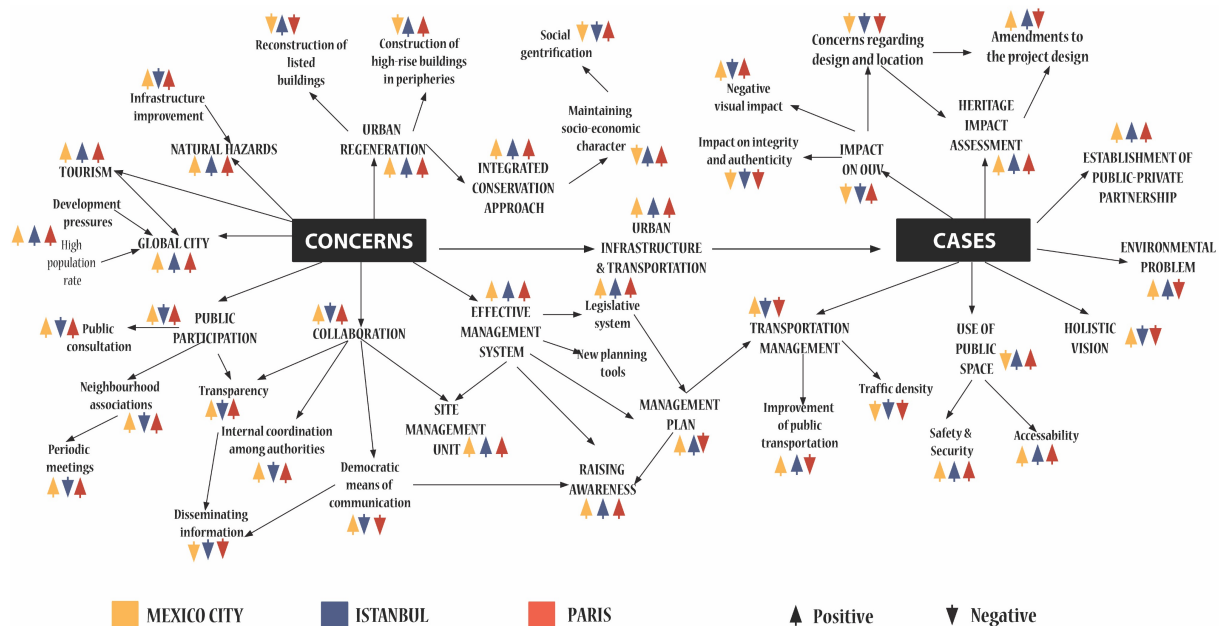 Reconstruction of
listed
buildings
Construction of
high-rise buildings
in peripheries
Social
gentrification
Concerns regarding
design and location
Amendments to
the project design
Infrastructure
improvement
Negative
visual impact
Maintaining
socio-economic
character
HERITAGE
IMPACT
ASSESSMENT
URBAN
REGENERATION
NATURAL HAZARDS
INTEGRATED
CONSERVATION
APPROACH
Impact on integrity
and authenticity
IMPACT
ON OUV
ESTABLISHMENT OF
PUBLIC-PRIVATE
PARTNERSHIP
TOURISM
Development
pressures
GLOBAL CITY
High
population
rate
CONCERNS
URBAN
INFRASTRUCTURE
& TRANSPORTATION
CASES
ENVIRONMENTAL
PROBLEM
PUBLIC
PARTICIPATION
Public
consultation
COLLABORATION
EFFECTIVE
MANAGEMENT
SYSTEM
Legislative
system
New planning
tools
TRANSPORTATION
MANAGEMENT
USE OF
PUBLIC
SPACE
HOLISTIC
VISION
Neighbourhood
associations
Transparency
SITE
MANAGEMENT
UNIT
MANAGEMENT
PLAN
Traffic density
Improvement
of public
transportation
Periodic
meetings
Internal coordination
among authorities
Democratic
means of
communication
RAISING
AWARENESS
Safety &
Security
Accessability
Disseminating
information
MEXICO CITY
ISTANBUL
PARIS
Positive
Negative